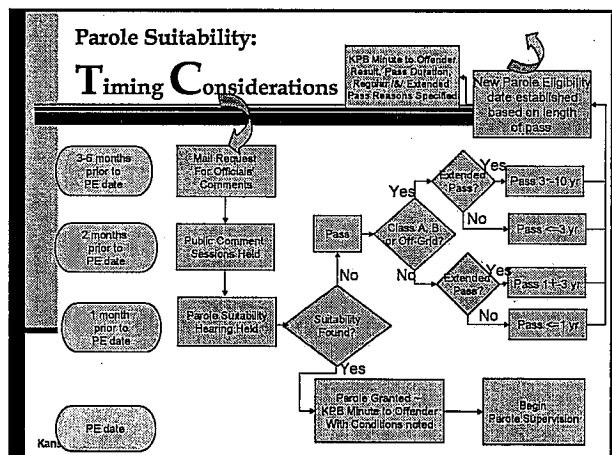 Parole Suitability:
Timing Considerations
KPB Minute to Offender
Result, Pass Duration,
Regular /&/ Extended
Pass Reasons Specified
New Parole Eligibility
date established
based on length
of pass
3-6 months
prior to
PE date
Mail Request
For Officials'
Comments
2 months
prior to
PE date
Public Comment
Sessions Held
1 month
prior to
PE date
Parole Suitability
Hearing Held
Suitability
Found?
No
Pass
Class A, B,
or Off-Grid?
Yes
Extended
Pass?
Yes
Pass 3-10 yr
No
Pass <=3 yr
No
Extended
Pass?
Yes
Pass 1+-3 yr
No
Pass <=1 yr
Yes
Parole Granted –
KPB Minute to Offender
With Conditions noted
Begin
Parole Supervision
PE date
Kans